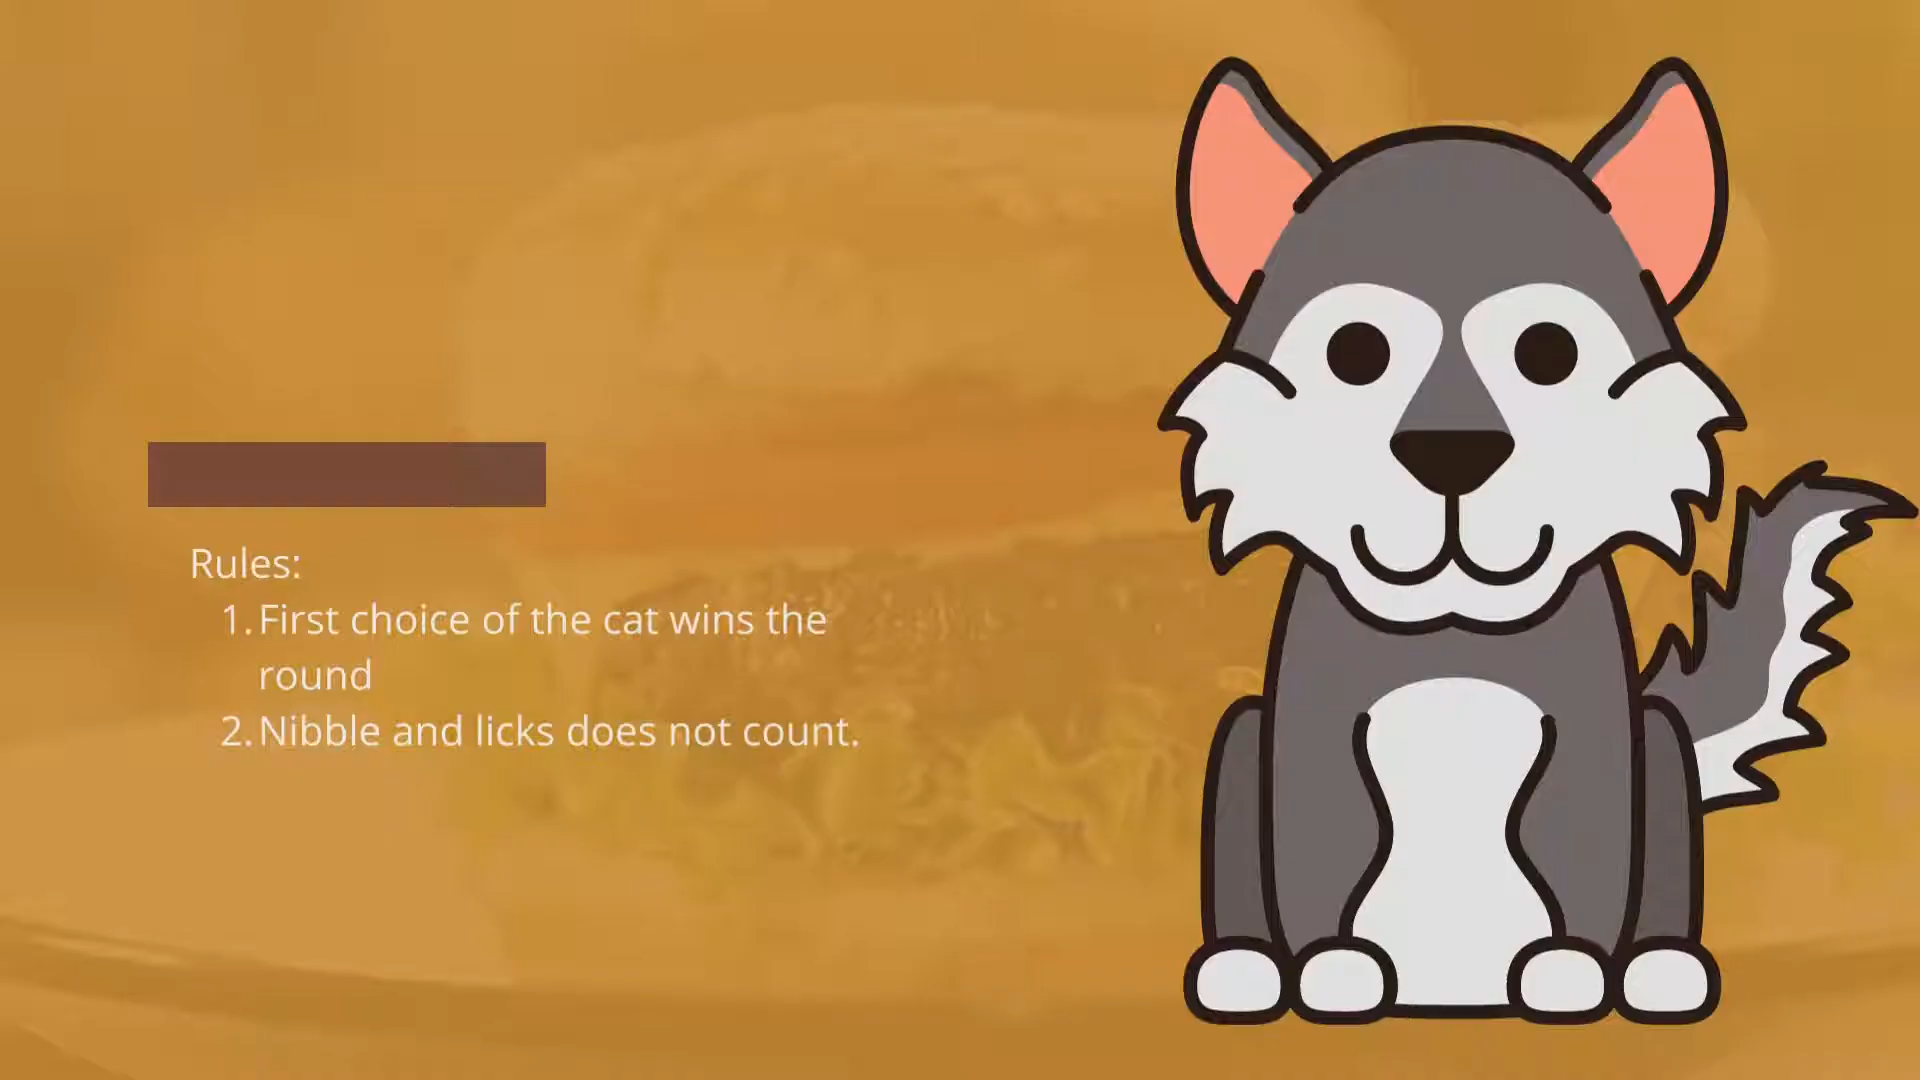 Rules:
1. First choice of the cat wins the
round
2. Nibble and licks does not count.